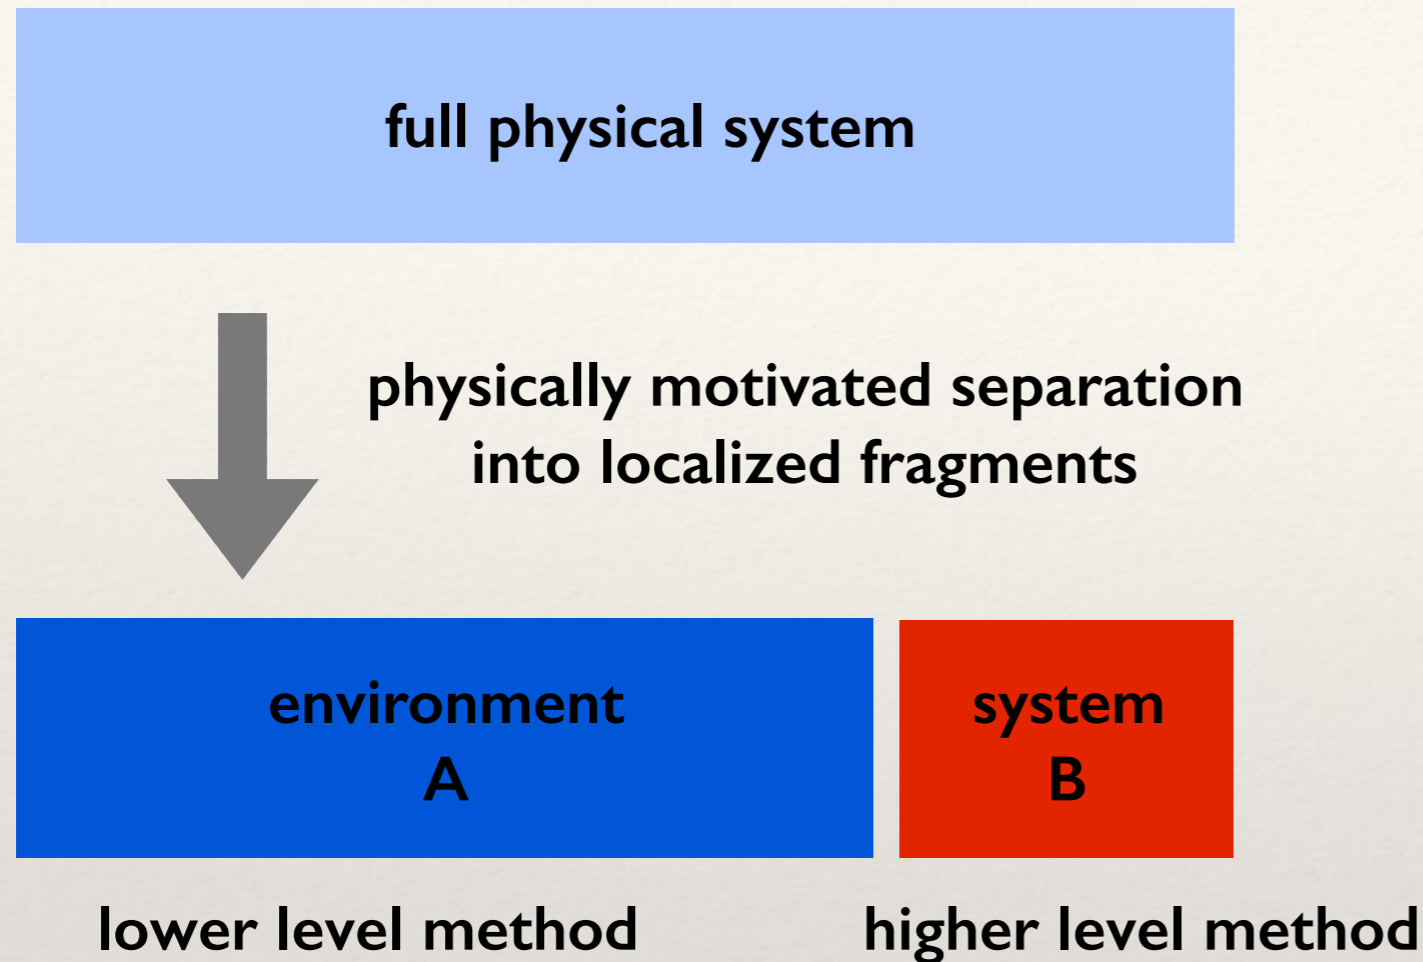 full physical system
physically motivated separation
into localized fragments
environment
A
system
B
lower level method
higher level method